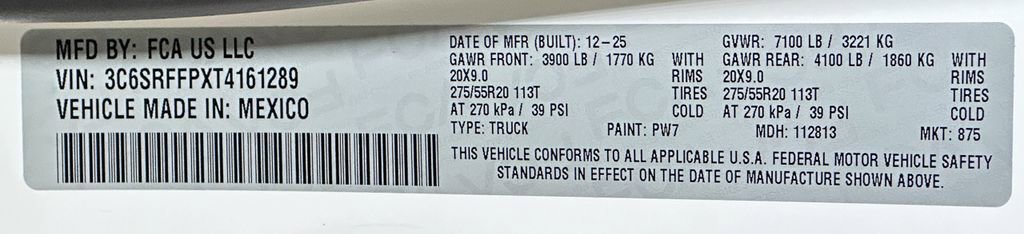 MFD BY: FCA US LLC
VIN: 3C6SRFFPXT4161289
VEHICLE MADE IN: MEXICO
DATE OF MFR (BUILT): 12-25
GAWR FRONT: 3900 LB / 1770 KG WITH
20X9.0 RIMS
275/55R20 113T TIRES
AT 270 kPa / 39 PSI COLD
TYPE: TRUCK PAINT: PW7
GVWR: 7100 LB / 3221 KG
GAWR REAR: 4100 LB / 1860 KG WITH
20X9.0 RIMS
275/55R20 113T TIRES
AT 270 kPa / 39 PSI COLD
MDH: 112813 MKT: 875
THIS VEHICLE CONFORMS TO ALL APPLICABLE U.S.A. FEDERAL MOTOR VEHICLE SAFETY
STANDARDS IN EFFECT ON THE DATE OF MANUFACTURE SHOWN ABOVE.